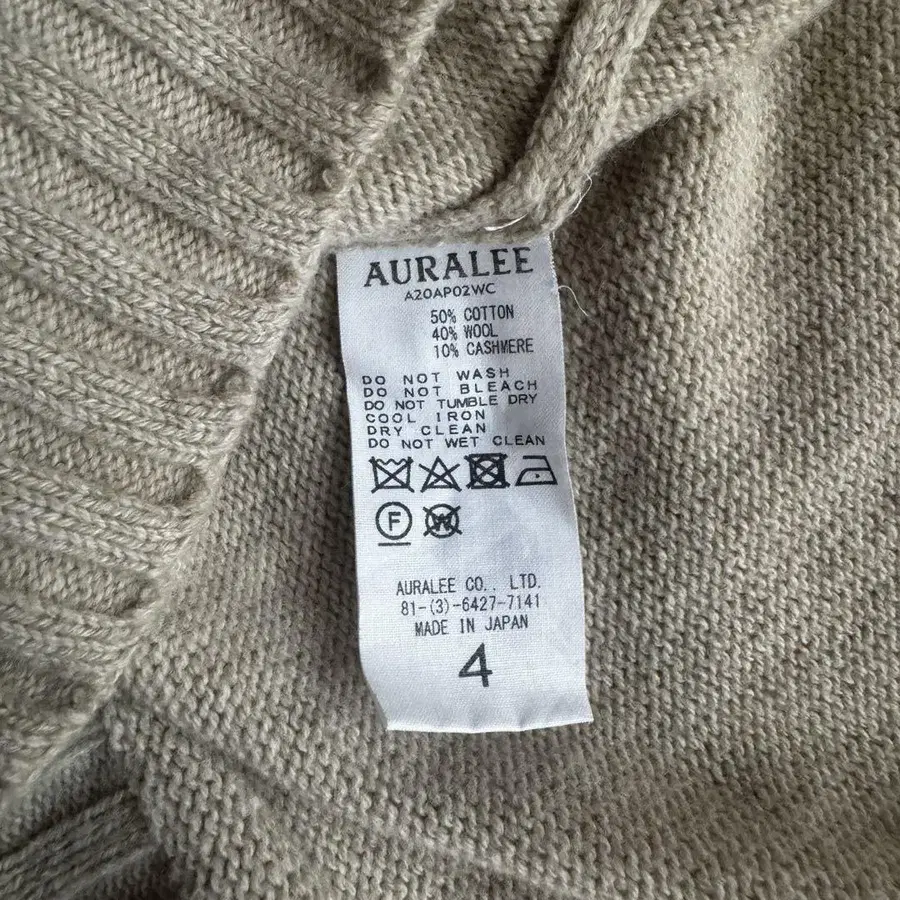 AURALEE
A20AP02WC
50% COTTON
40% WOOL
10% CASHMERE
DO NOT WASH
DO NOT BLEACH
DO NOT TUMBLE DRY
COOL IRON
DRY CLEAN
DO NOT WET CLEAN
F W
AURALEE CO., LTD.
81-(3)-6427-7141
MADE IN JAPAN
4